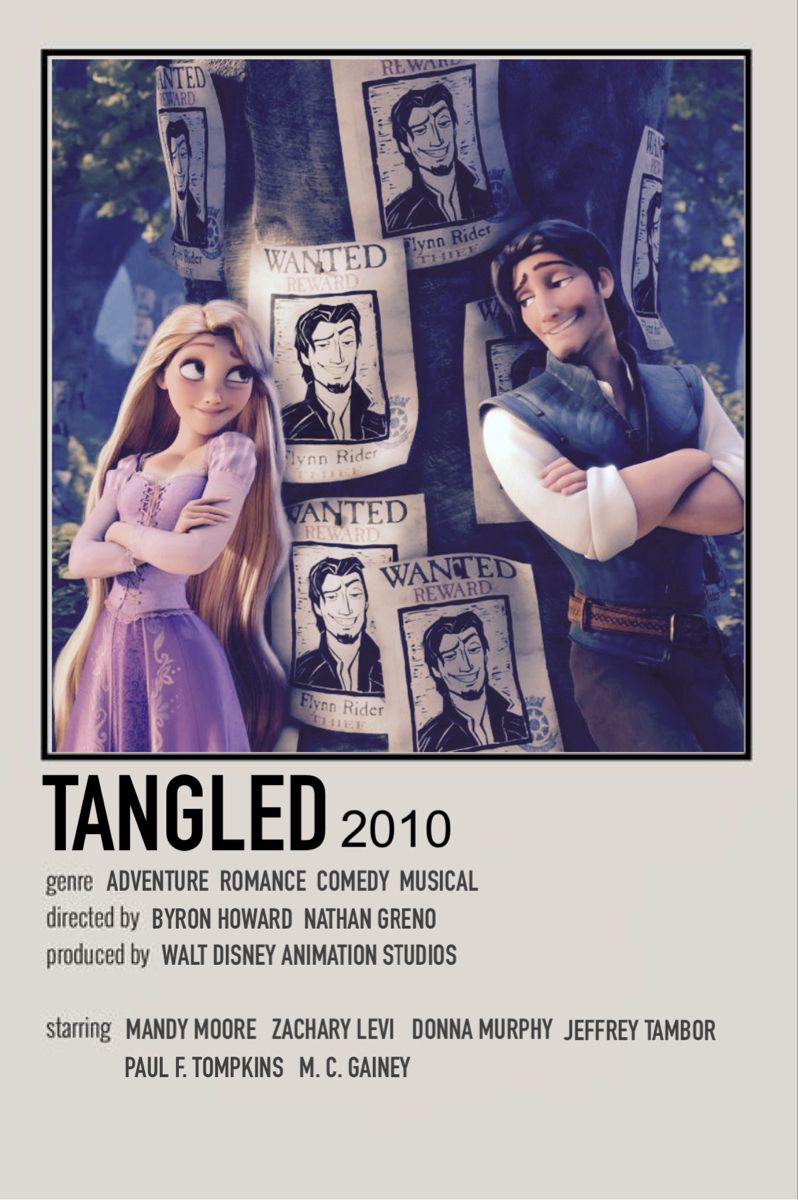 WANTED
REWARD
Flynn Rider
REWARD
Flynn Rider
THIEF
WANTED
REWARD
Flynn Rider
THIEF
WANTED
REWARD
Flynn Rider
THIEF
WANTED
REWARD
TANGLED 2010
genre ADVENTURE ROMANCE COMEDY MUSICAL
directed by BYRON HOWARD NATHAN GRENO
produced by WALT DISNEY ANIMATION STUDIOS
starring MANDY MOORE ZACHARY LEVI DONNA MURPHY JEFFREY TAMBOR
PAUL F. TOMPKINS M. C. GAINEY